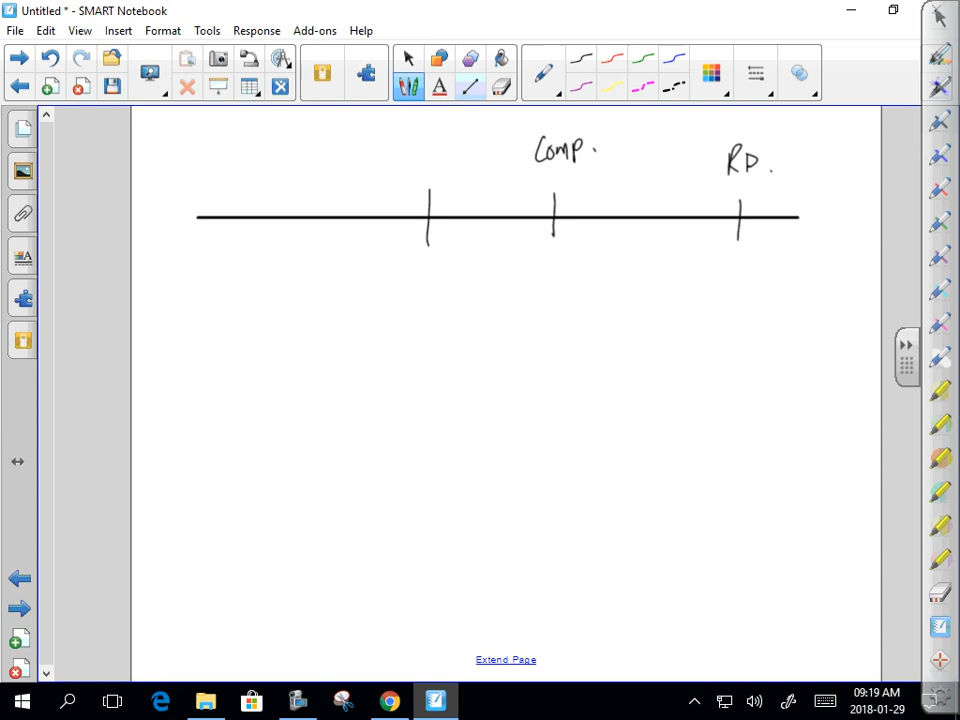 Untitled * - SMART Notebook
File Edit View Insert Format Tools Response Add-ons Help
Comp.
RD.
Extend Page
09:19 AM
2018-01-29